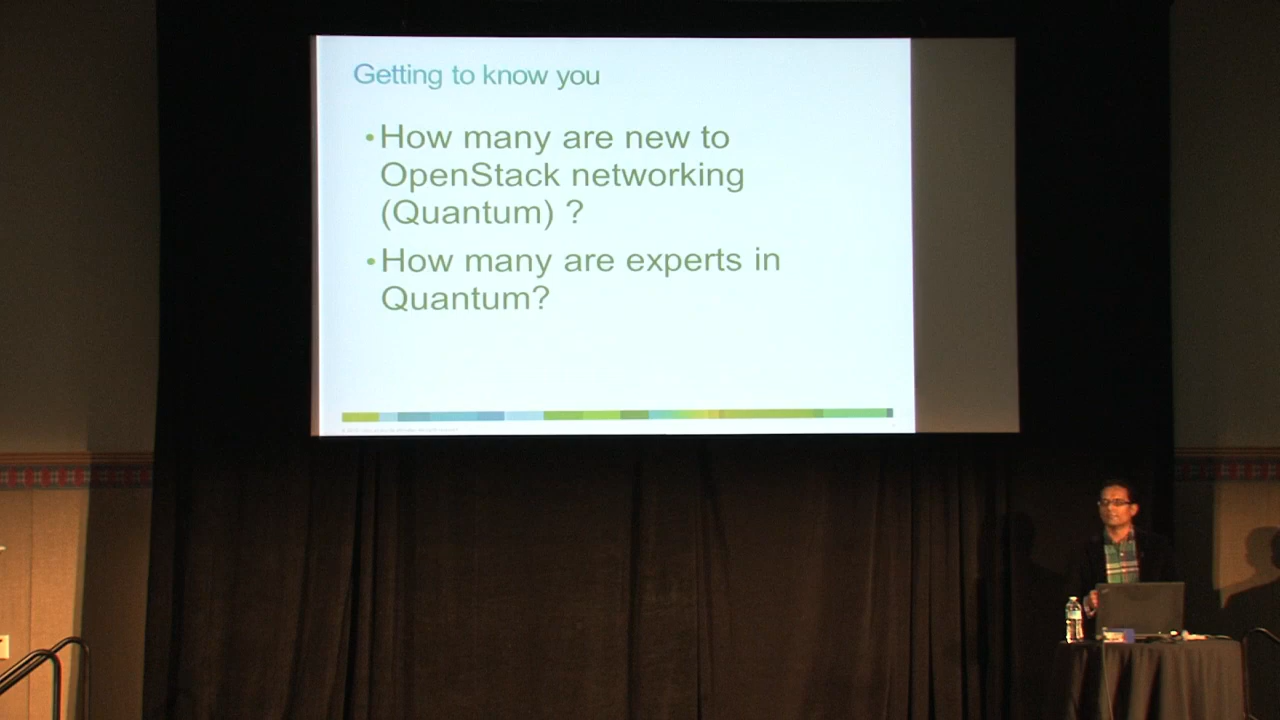 Getting to know you
•How many are new to
OpenStack networking
(Quantum) ?
•How many are experts in
Quantum?